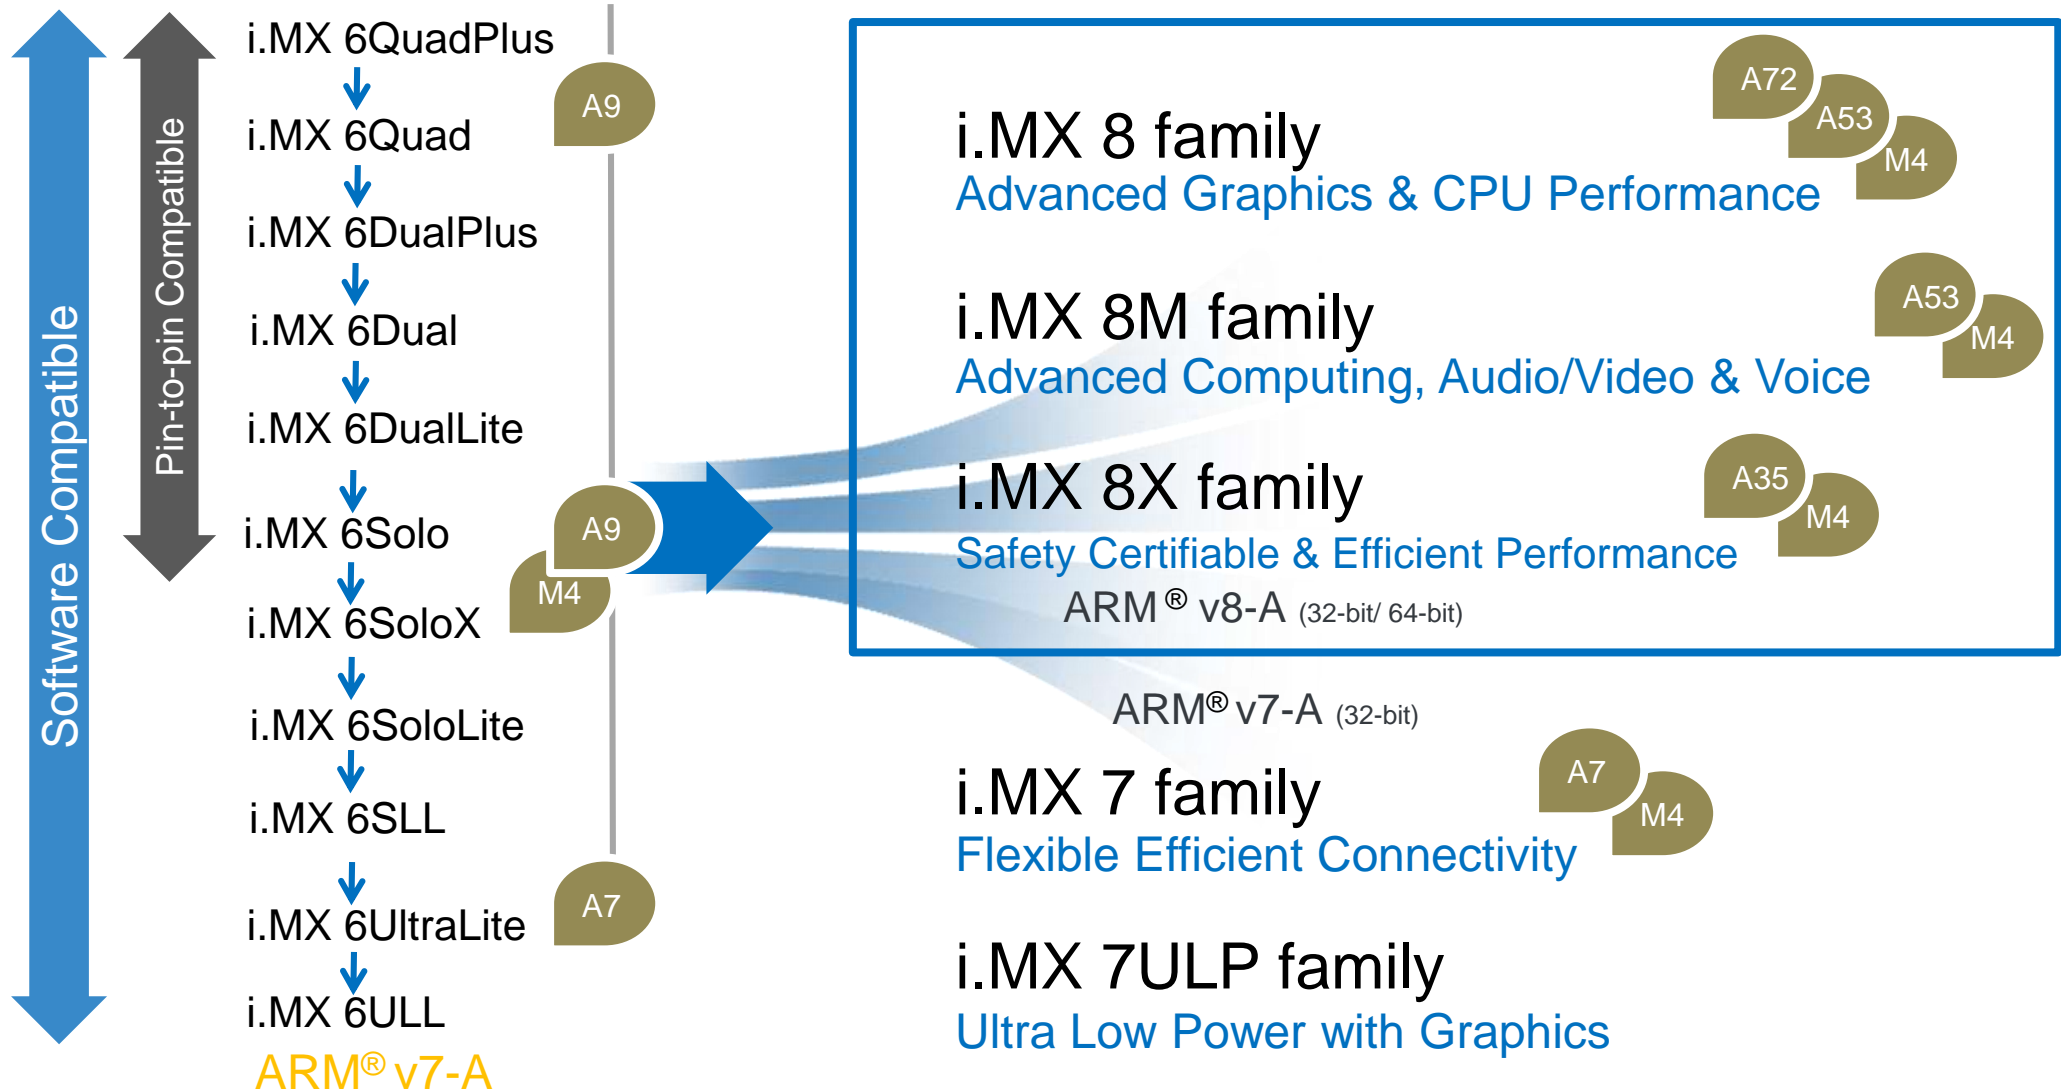 Software Compatible
Pin-to-pin Compatible
i.MX 6QuadPlus
i.MX 6Quad
i.MX 6DualPlus
i.MX 6Dual
i.MX 6DualLite
i.MX 6Solo
i.MX 6SoloX
i.MX 6SoloLite
i.MX 6SLL
i.MX 6UltraLite
i.MX 6ULL
ARM® v7-A
A9
A9
M4
A7
i.MX 8 family
Advanced Graphics & CPU Performance
A72
A53
M4
i.MX 8M family
Advanced Computing, Audio/Video & Voice
A53
M4
i.MX 8X family
Safety Certifiable & Efficient Performance
A35
M4
ARM ® v8-A (32-bit/ 64-bit)
ARM® v7-A (32-bit)
i.MX 7 family
Flexible Efficient Connectivity
A7
M4
i.MX 7ULP family
Ultra Low Power with Graphics